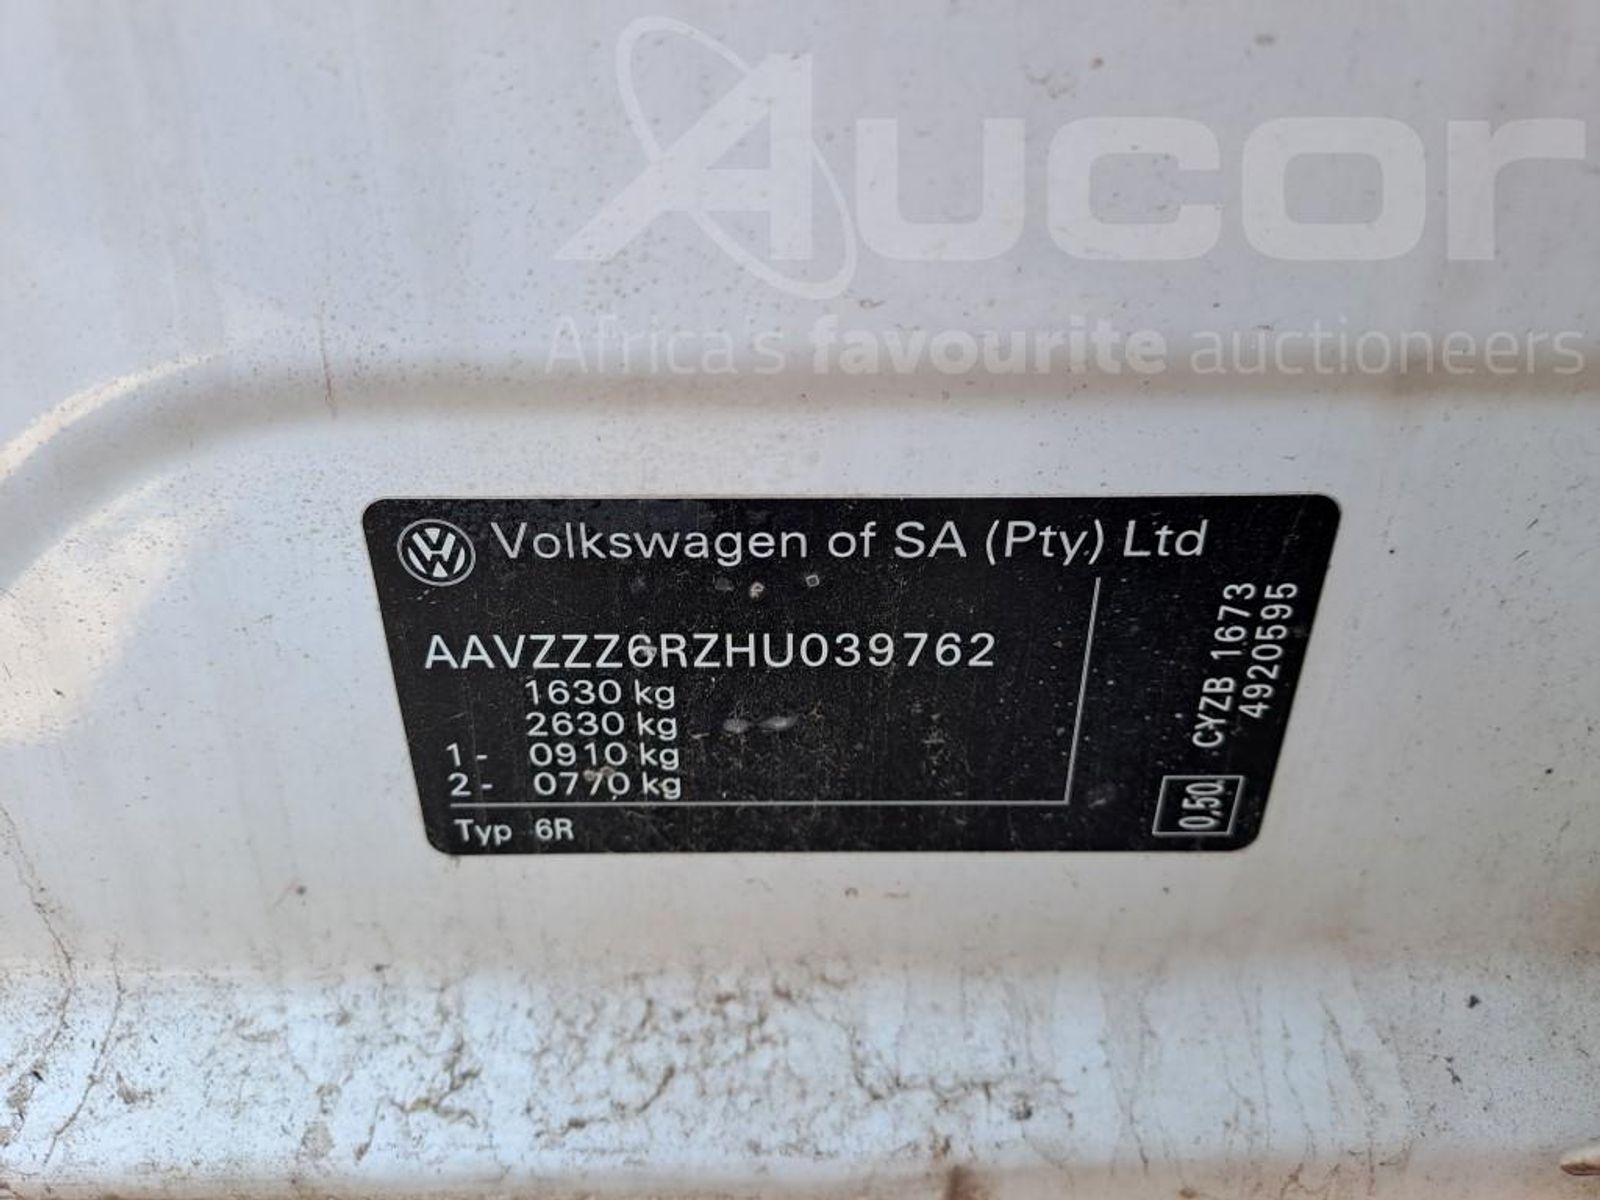 Aucor
Africa's favourite auctioneers
Volkswagen of SA (Pty.) Ltd
AAVZZZ6RZHU039762
1630 kg
2630 kg
1- 0910 kg
2- 0770 kg
Typ 6R
CYZB 1673
4920595
0,50